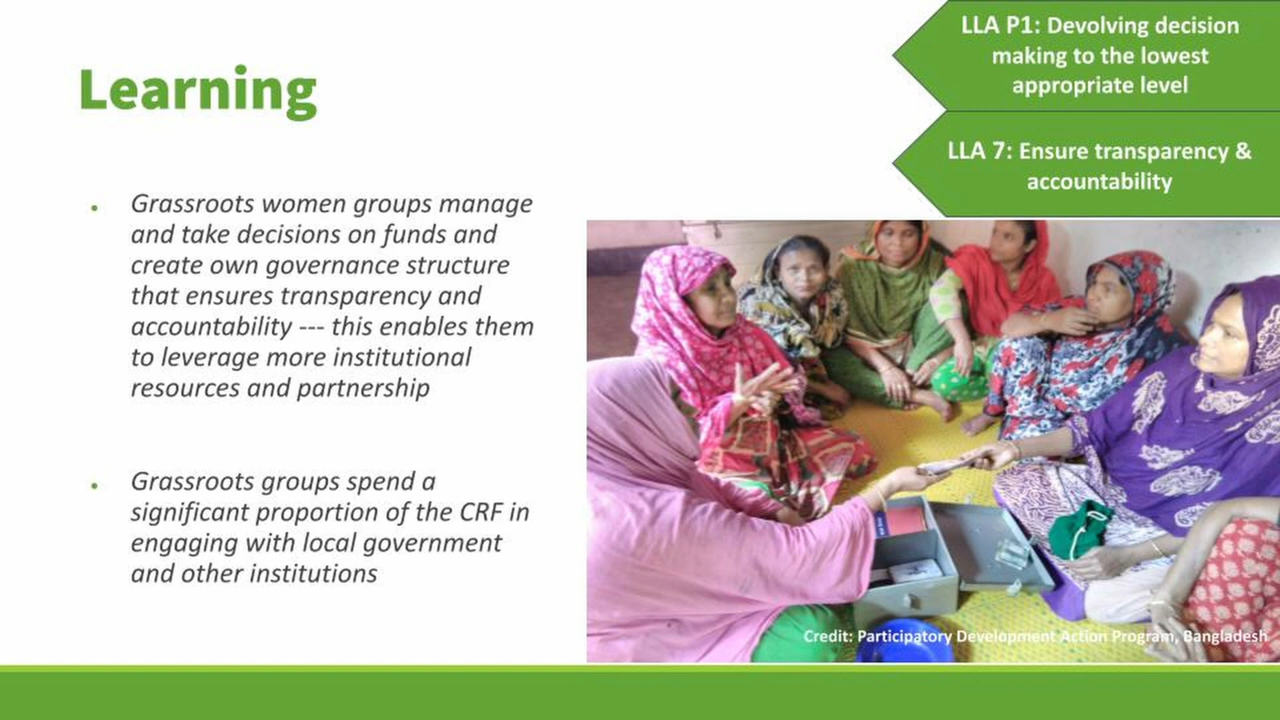 LLA P1: Devolving decision
making to the lowest
appropriate level
Learning
LLA 7: Ensure transparency &
accountability
Grassroots women groups manage
and take decisions on funds and
create own governance structure
that ensures transparency and
accountability --- this enables them
to leverage more institutional
resources and partnership
Grassroots groups spend a
significant proportion of the CRF in
engaging with local government
and other institutions
Credit: Participatory Development Action Program, Bangladesh